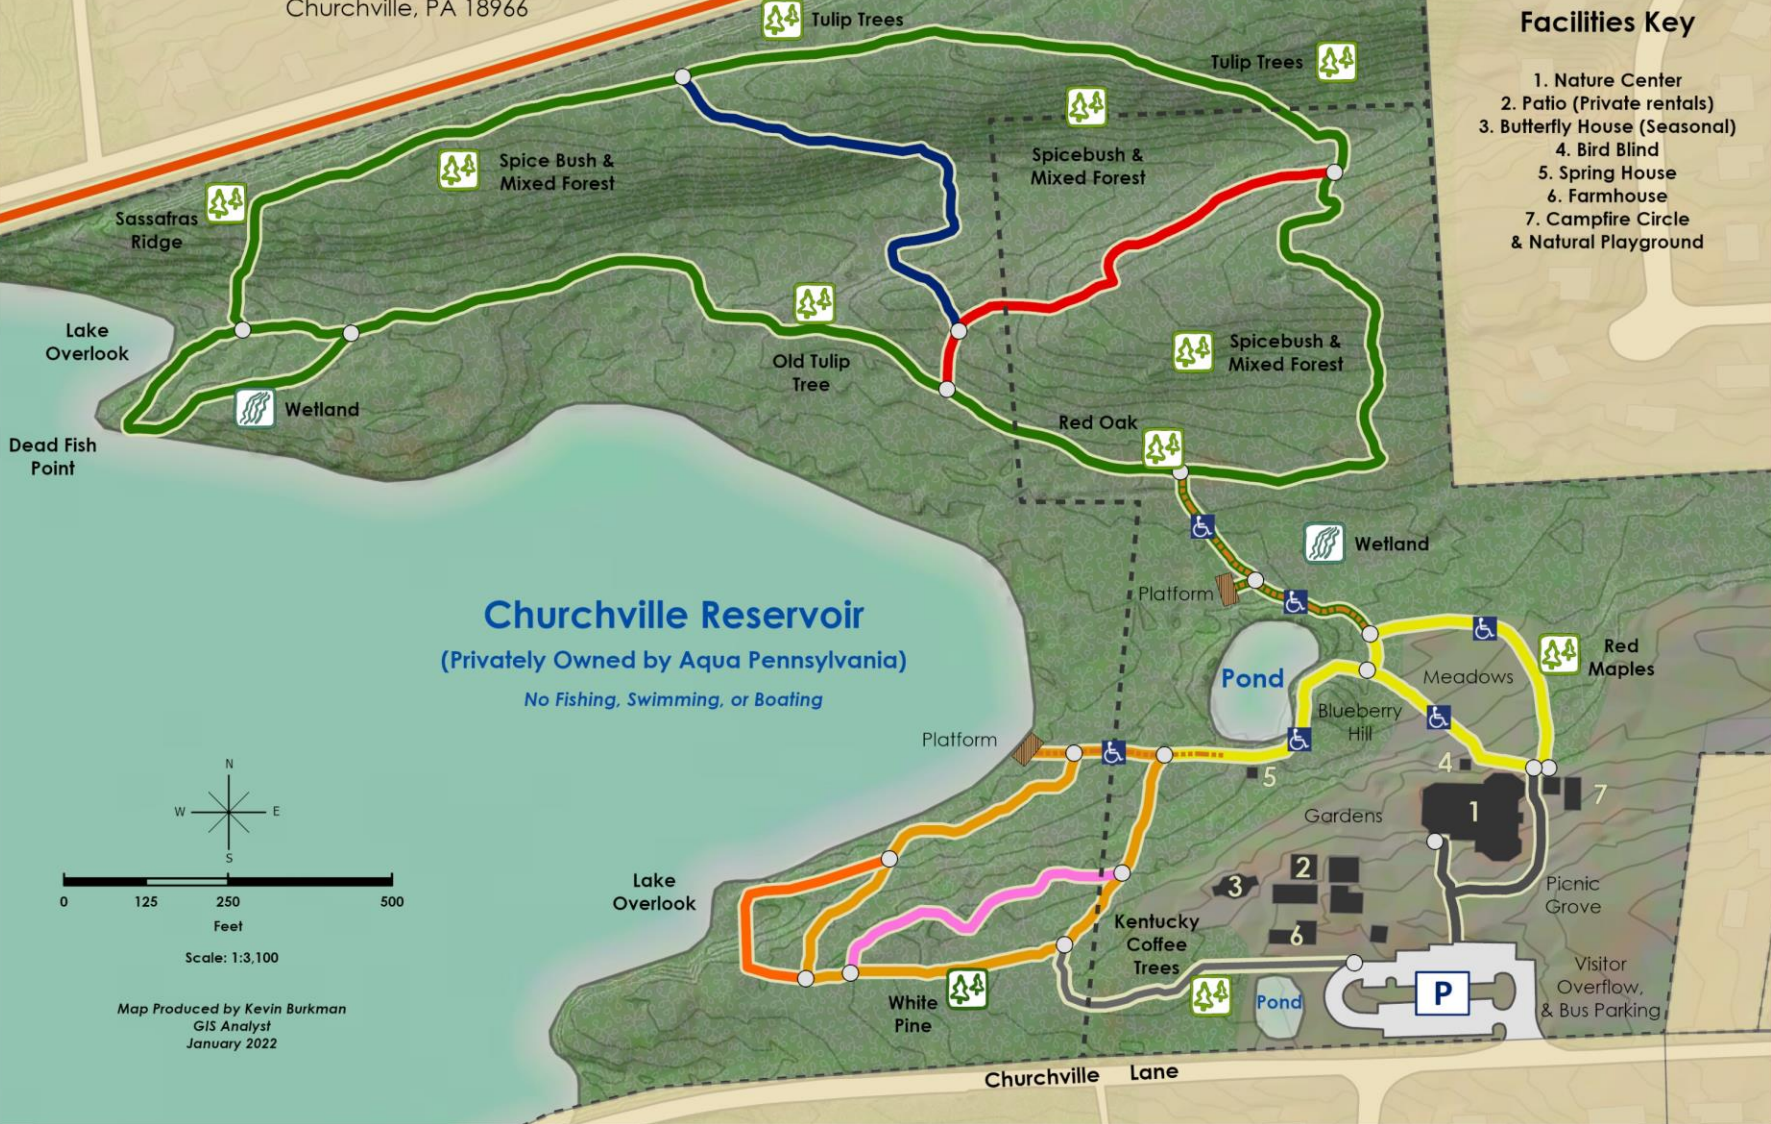 Churchville, PA 18966
Tulip Trees
Tulip Trees
Facilities Key
1. Nature Center
2. Patio (Private rentals)
3. Butterfly House (Seasonal)
4. Bird Blind
5. Spring House
6. Farmhouse
7. Campfire Circle
& Natural Playground
Spice Bush &
Mixed Forest
Spicebush &
Mixed Forest
Sassafras
Ridge
Lake
Overlook
Old Tulip
Tree
Spicebush &
Mixed Forest
Wetland
Dead Fish
Point
Red Oak
Wetland
Platform
Churchville Reservoir
(Privately Owned by Aqua Pennsylvania)
No Fishing, Swimming, or Boating
Pond
Meadows
Red
Maples
Blueberry
Hill
Platform
4
5
7
1
Gardens
N
W
E
S
0
125
250
500
Feet
Scale: 1:3,100
Map Produced by Kevin Burkman
GIS Analyst
January 2022
Lake
Overlook
2
3
6
Picnic
Grove
Kentucky
Coffee
Trees
White
Pine
Pond
P
Visitor
Overflow,
& Bus Parking
Churchville Lane